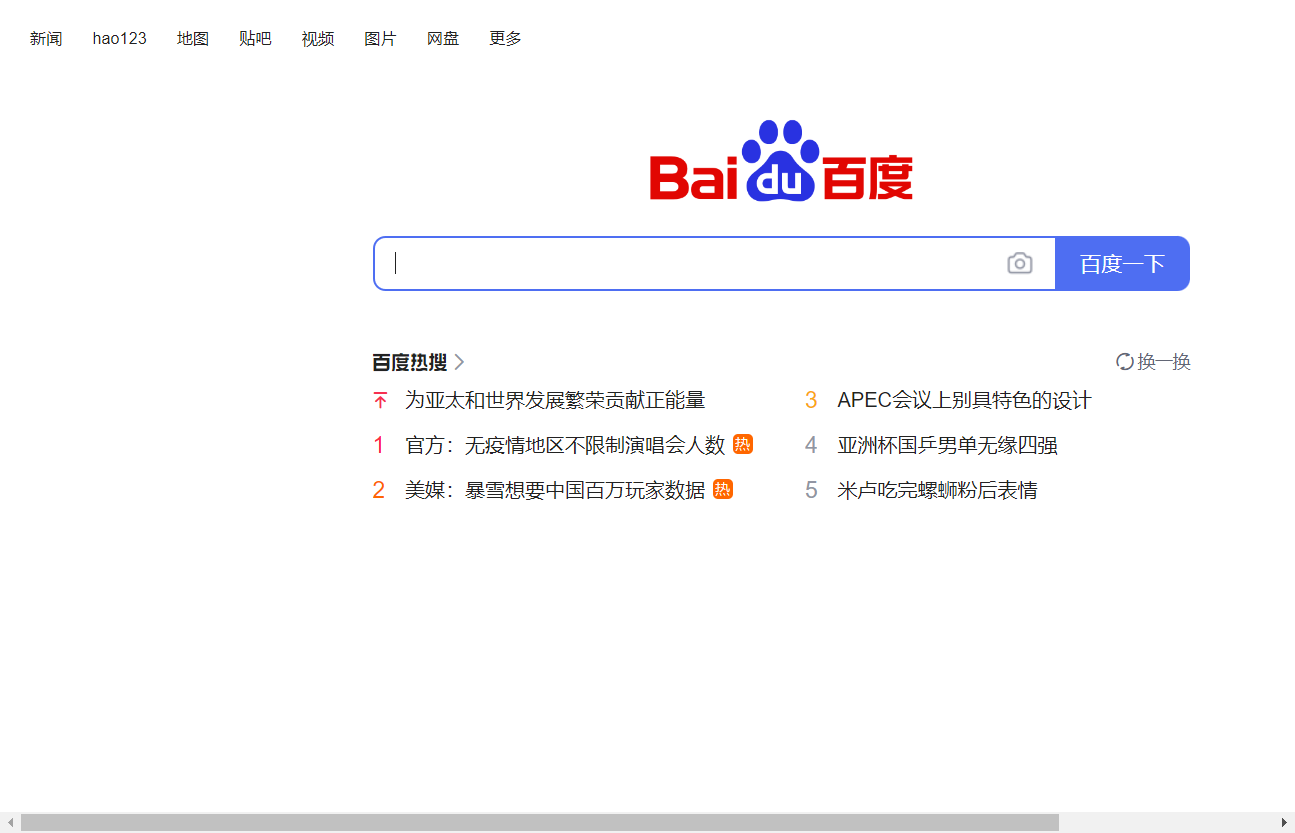 新闻 hao123 地图 贴吧 视频 图片 网盘 更多
Bai du 百度
百度一下
百度热搜 换一换
为亚太和世界发展繁荣贡献正能量
1 官方：无疫情地区不限制演唱会人数 热
2 美媒：暴雪想要中国百万玩家数据 热
3 APEC会议上别具特色的设计
4 亚洲杯国乒男单无缘四强
5 米卢吃完螺蛳粉后表情